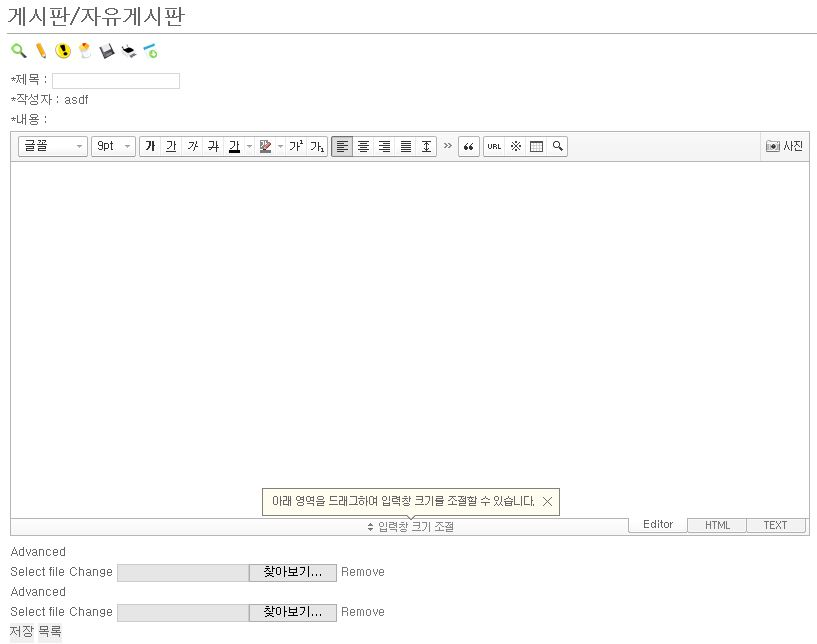 게시판/자유게시판
*제목 :
*작성자 : asdf
*내용 :
글꼴 9pt 가 가 가 가 가 가 가¹ 가₁ » “ URL ※ 사진
아래 영역을 드래그하여 입력창 크기를 조절할 수 있습니다.
입력창 크기 조절 Editor HTML TEXT
Advanced
Select file Change 찾아보기... Remove
Advanced
Select file Change 찾아보기... Remove
저장 목록